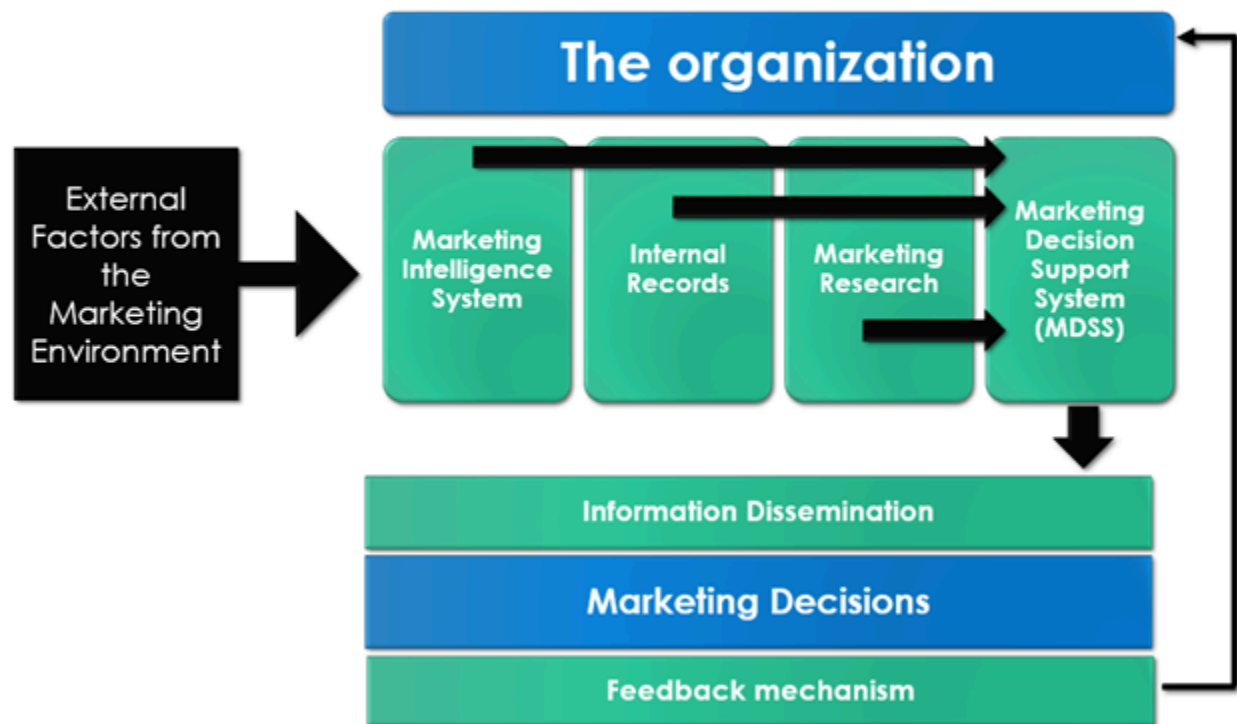 The organization
External
Factors from
the
Marketing
Environment
Marketing
Intelligence
System
Internal
Records
Marketing
Research
Marketing
Decision
Support
System
(MDSS)
Information Dissemination
Marketing Decisions
Feedback mechanism